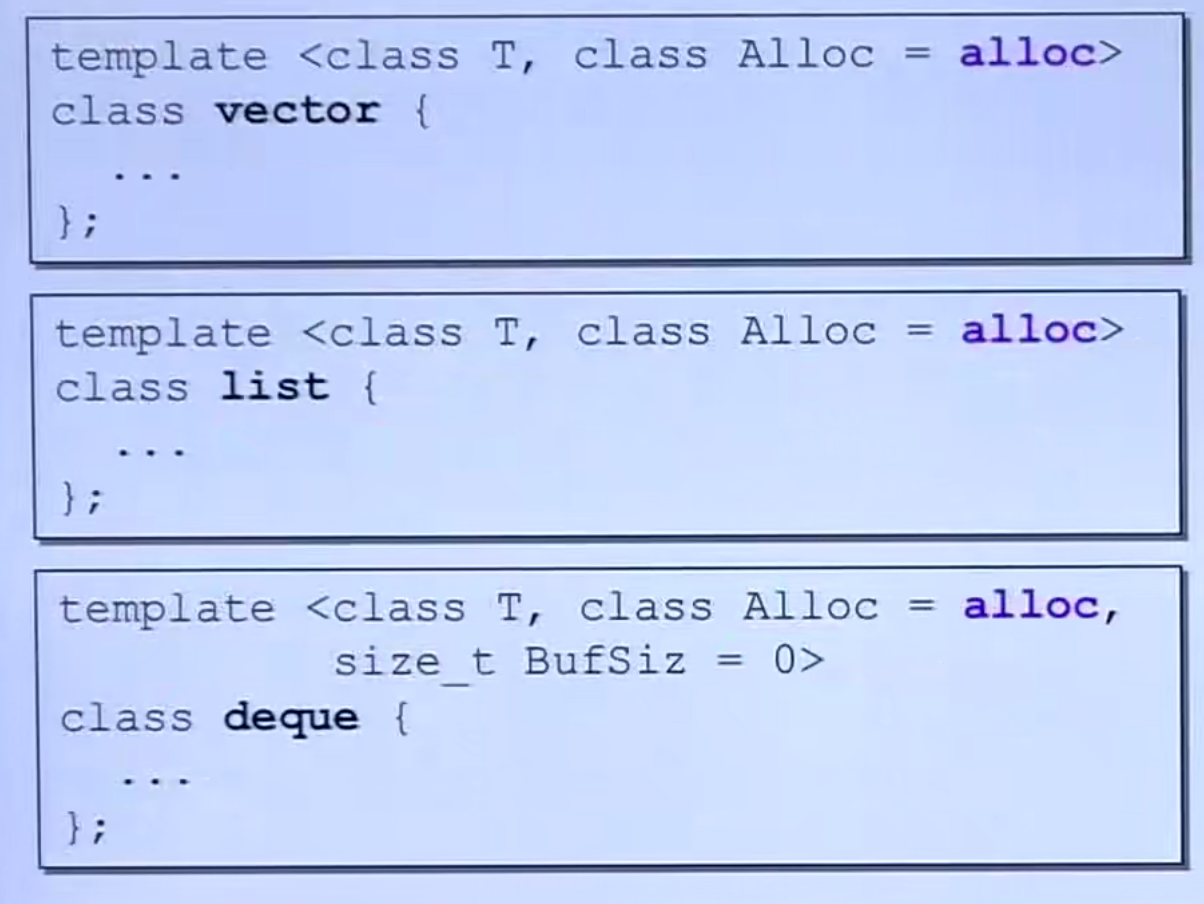 template <class T, class Alloc = alloc>
class vector {
  ...
};
template <class T, class Alloc = alloc>
class list {
  ...
};
template <class T, class Alloc = alloc,
          size_t BufSiz = 0>
class deque {
  ...
};